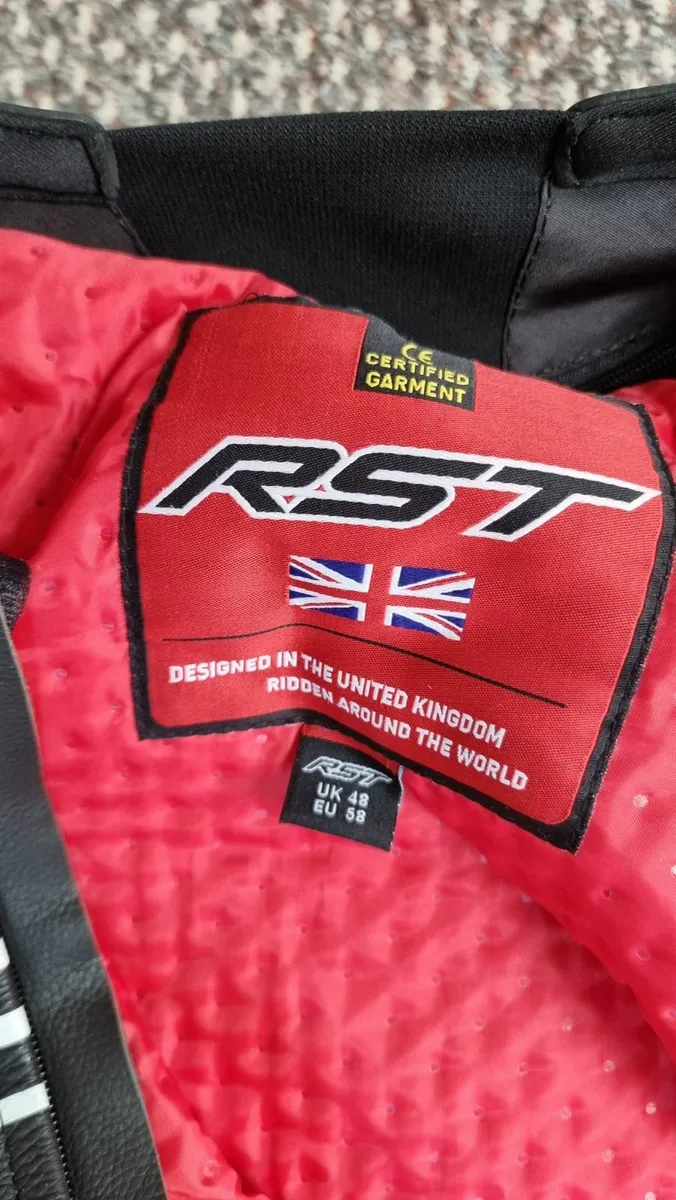 CE
CERTIFIED
GARMENT
RST
DESIGNED IN THE UNITED KINGDOM
RIDDEN AROUND THE WORLD
RST
UK 48
EU 58